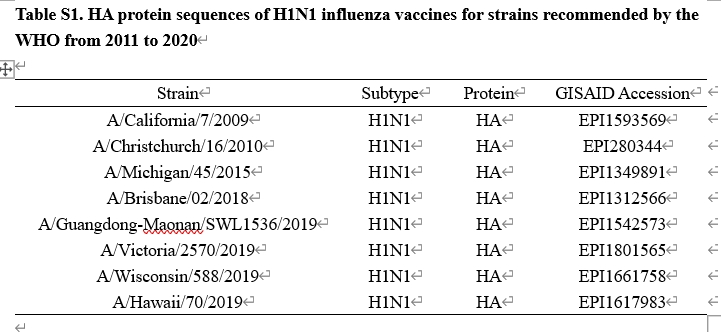 Table S1. HA protein sequences of H1N1 influenza vaccines for strains recommended by the
WHO from 2011 to 2020
Strain Subtype Protein GISAID Accession
A/California/7/2009 H1N1 HA EPI1593569
A/Christchurch/16/2010 H1N1 HA EPI280344
A/Michigan/45/2015 H1N1 HA EPI1349891
A/Brisbane/02/2018 H1N1 HA EPI1312566
A/Guangdong-Maonan/SWL1536/2019 H1N1 HA EPI1542573
A/Victoria/2570/2019 H1N1 HA EPI1801565
A/Wisconsin/588/2019 H1N1 HA EPI1661758
A/Hawaii/70/2019 H1N1 HA EPI1617983